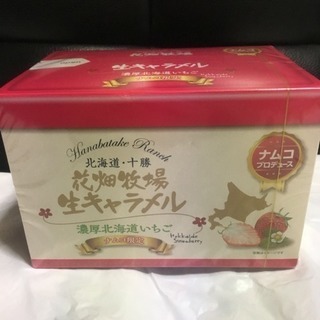 生キャラメル
濃厚北海道いちご
Hanabatake Ranch
北海道・十勝
花畑牧場
生キャラメル
濃厚北海道いちご
ナムコ
プロデュース
Hokkaido
Strawberry